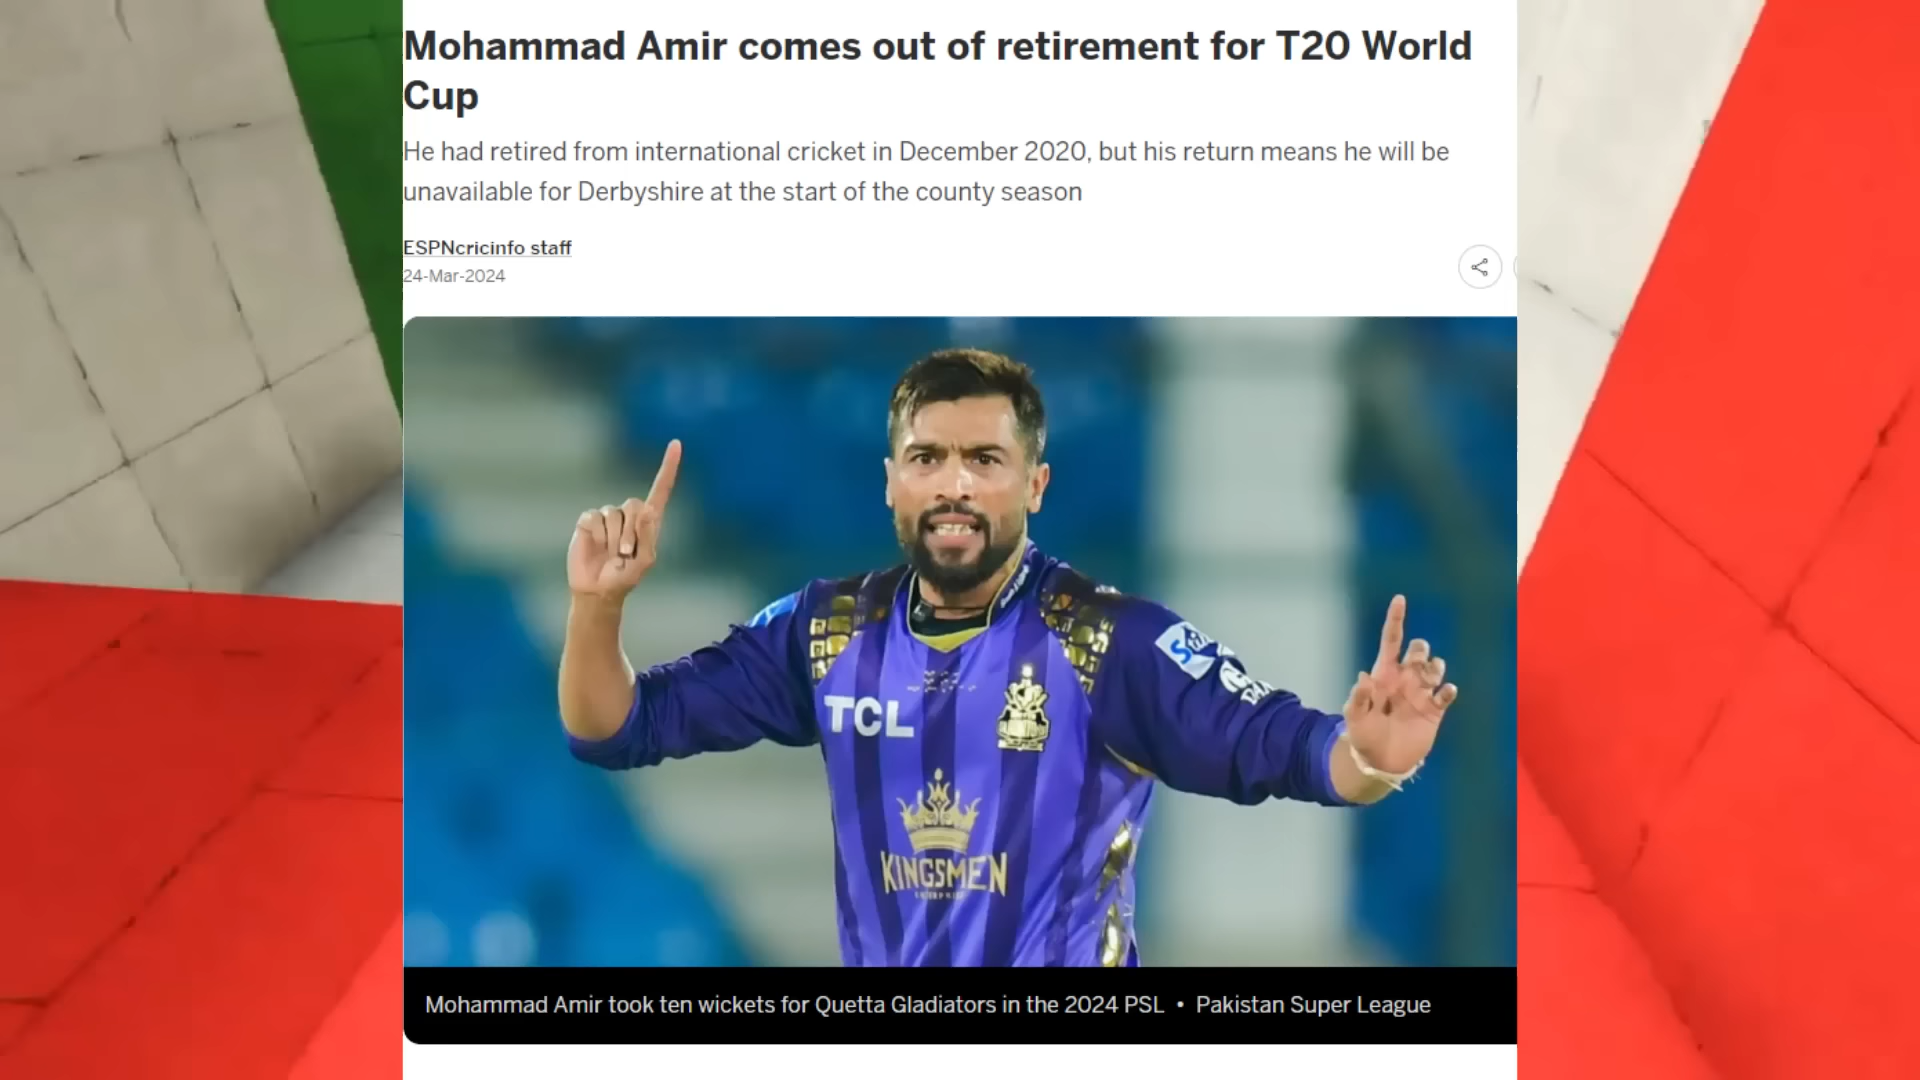 Mohammad Amir comes out of retirement for T20 World
Cup
He had retired from international cricket in December 2020, but his return means he will be
unavailable for Derbyshire at the start of the county season
ESPNcricinfo staff
24-Mar-2024
TCL
KINGSMEN
Mohammad Amir took ten wickets for Quetta Gladiators in the 2024 PSL • Pakistan Super League